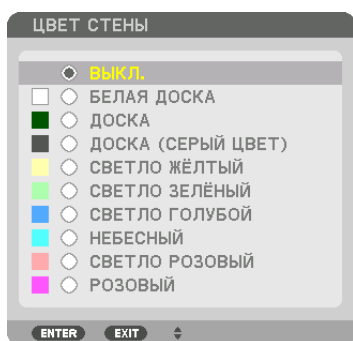 ЦВЕТ СТЕНЫ
ВЫКЛ.
БЕЛАЯ ДОСКА
ДОСКА
ДОСКА (СЕРЫЙ ЦВЕТ)
СВЕТЛО ЖЁЛТЫЙ
СВЕТЛО ЗЕЛЁНЫЙ
СВЕТЛО ГОЛУБОЙ
НЕБЕСНЫЙ
СВЕТЛО РОЗОВЫЙ
РОЗОВЫЙ
ENTER EXIT